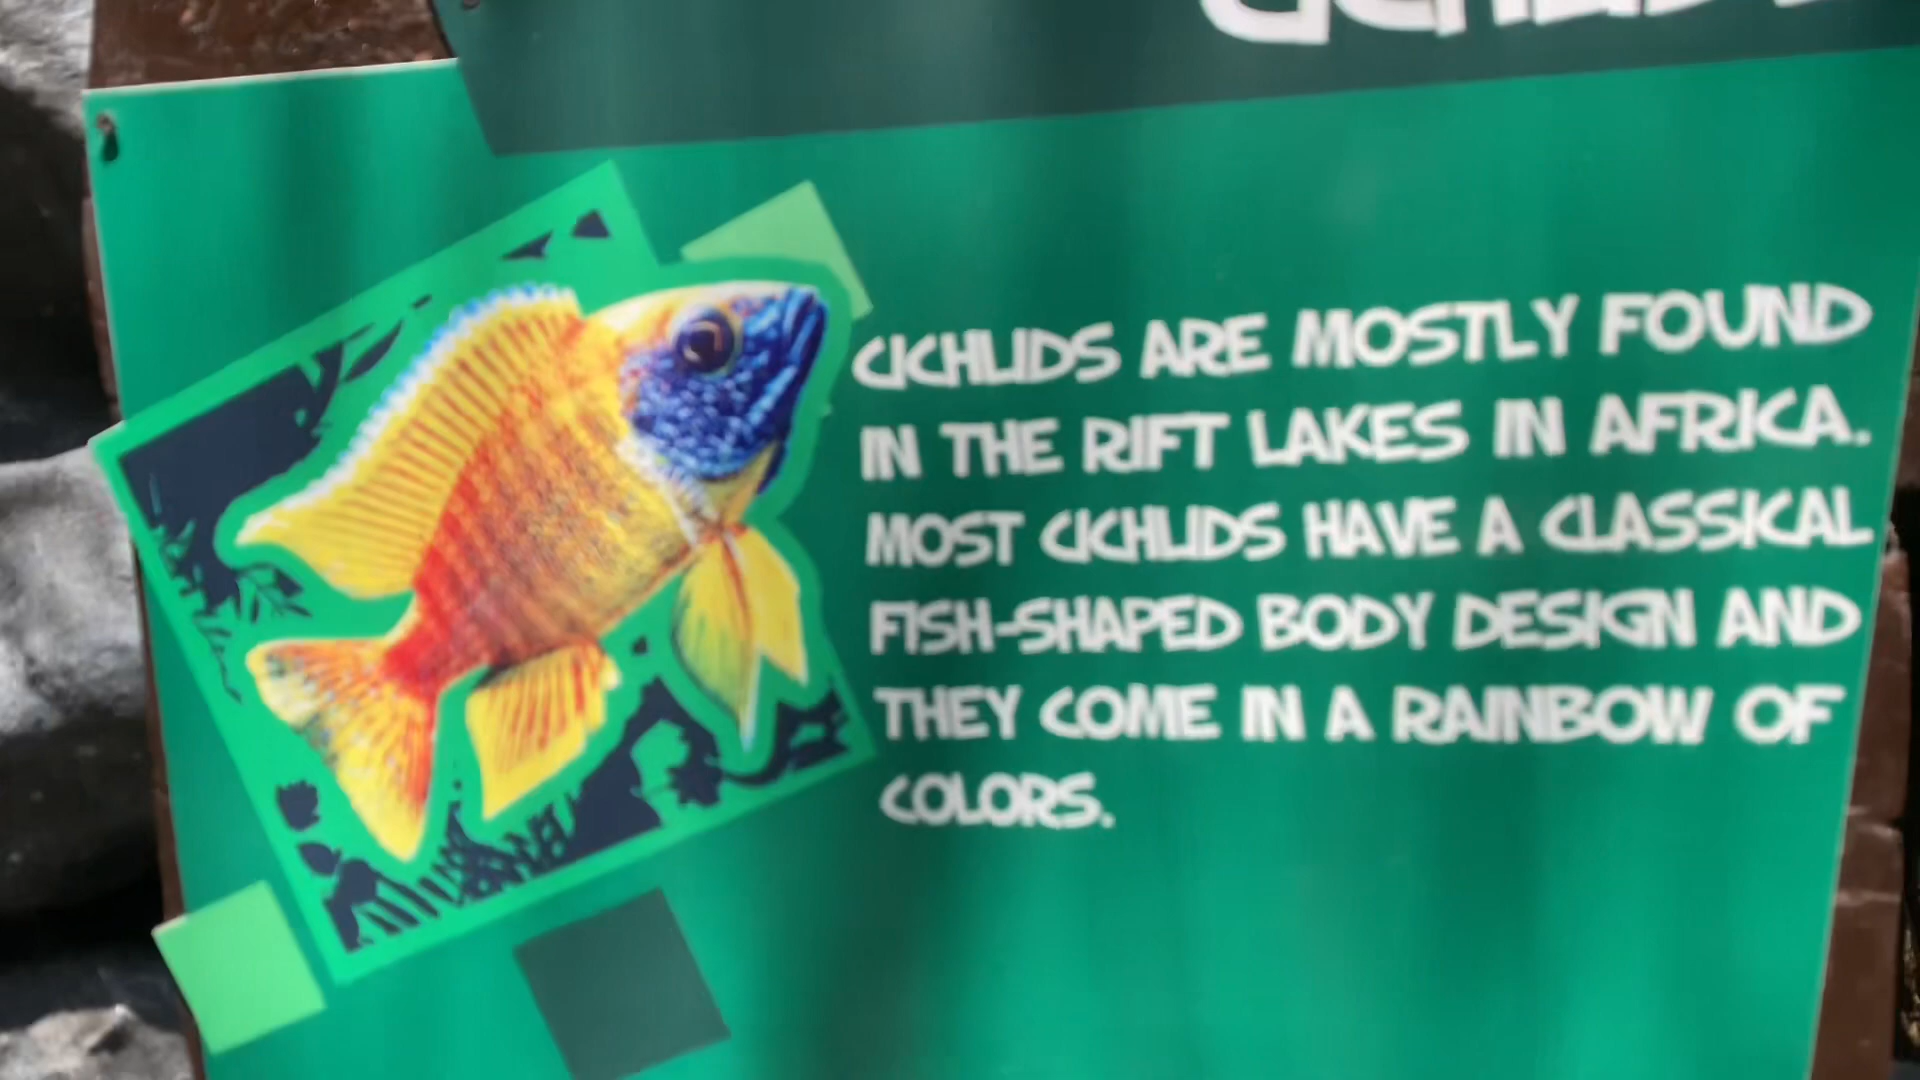 CICHLIDS
CICHLIDS ARE MOSTLY FOUND
IN THE RIFT LAKES IN AFRICA.
MOST CICHLIDS HAVE A CLASSICAL
FISH-SHAPED BODY DESIGN AND
THEY COME IN A RAINBOW OF
COLORS.